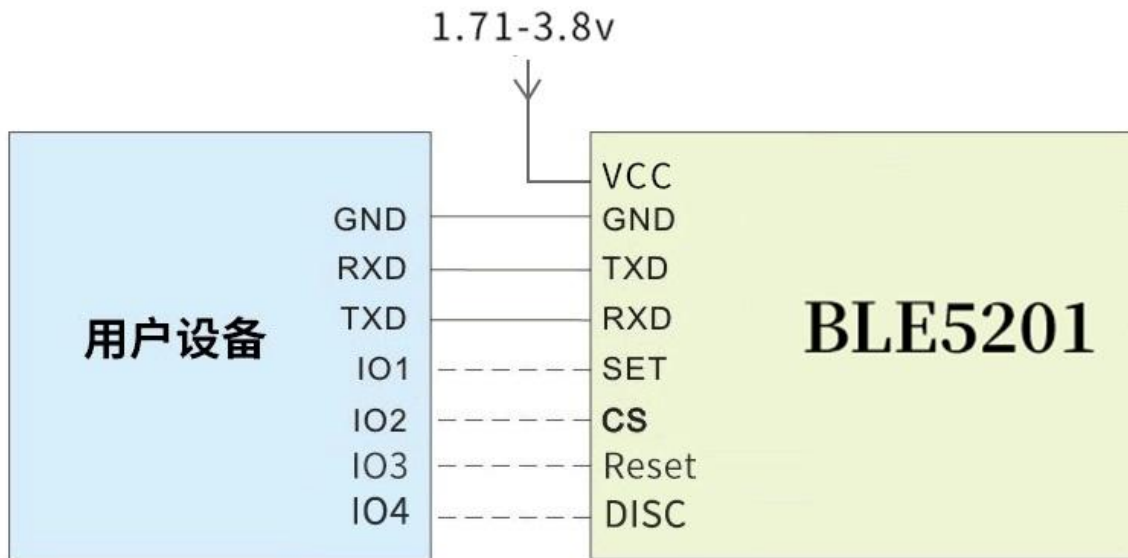 1.71-3.8v
VCC
GND GND
RXD TXD
TXD RXD
用户设备
BLE5201
IO1 SET
IO2 CS
IO3 Reset
IO4 DISC